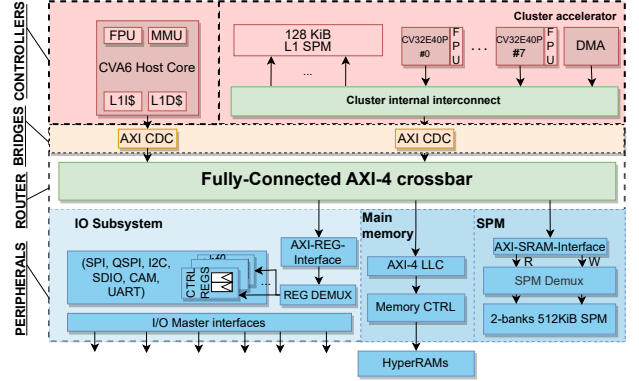 CONTROLLERS
FPU
MMU
CVA6 Host Core
L1I$
L1D$
Cluster accelerator
128 KiB
L1 SPM
...
CV32E40P
#0
FPU
...
CV32E40P
#7
FPU
DMA
Cluster internal interconnect
BRIDGES
AXI CDC
AXI CDC
ROUTER
Fully-Connected AXI-4 crossbar
PERIPHERALS
IO Subsystem
(SPI, QSPI, I2C,
SDIO, CAM,
UART)
CTRL
REGS
...
AXI-REG-
Interface
REG DEMUX
I/O Master interfaces
Main
memory
AXI-4 LLC
Memory CTRL
HyperRAMs
SPM
AXI-SRAM-Interface
R
W
SPM Demux
2-banks 512KiB SPM